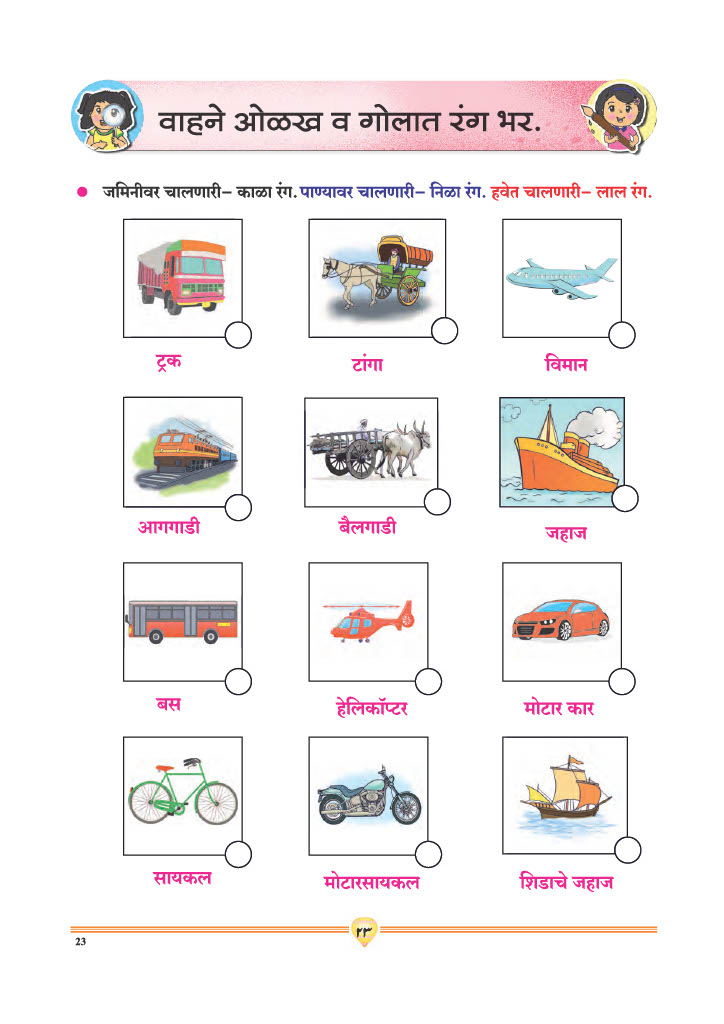 वाहने ओळख व गोलात रंग भर.
जमिनीवर चालणारी– काळा रंग. पाण्यावर चालणारी– निळा रंग. हवेत चालणारी– लाल रंग.
ट्रक टांगा विमान
आगगाडी बैलगाडी जहाज
बस हेलिकॉप्टर मोटार कार
सायकल मोटारसायकल शिडाचे जहाज
२३
23